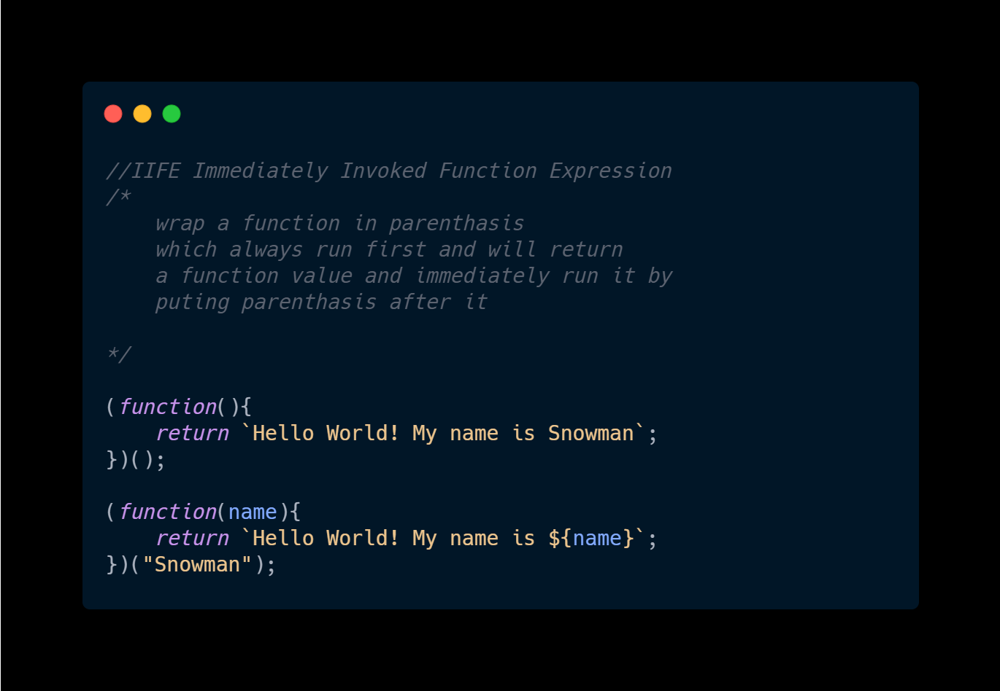 //IIFE Immediately Invoked Function Expression
/*
    wrap a function in parenthasis
    which always run first and will return
    a function value and immediately run it by
    puting parenthasis after it

*/

(function(){
    return `Hello World! My name is Snowman`;
})();

(function(name){
    return `Hello World! My name is ${name}`;
})("Snowman");